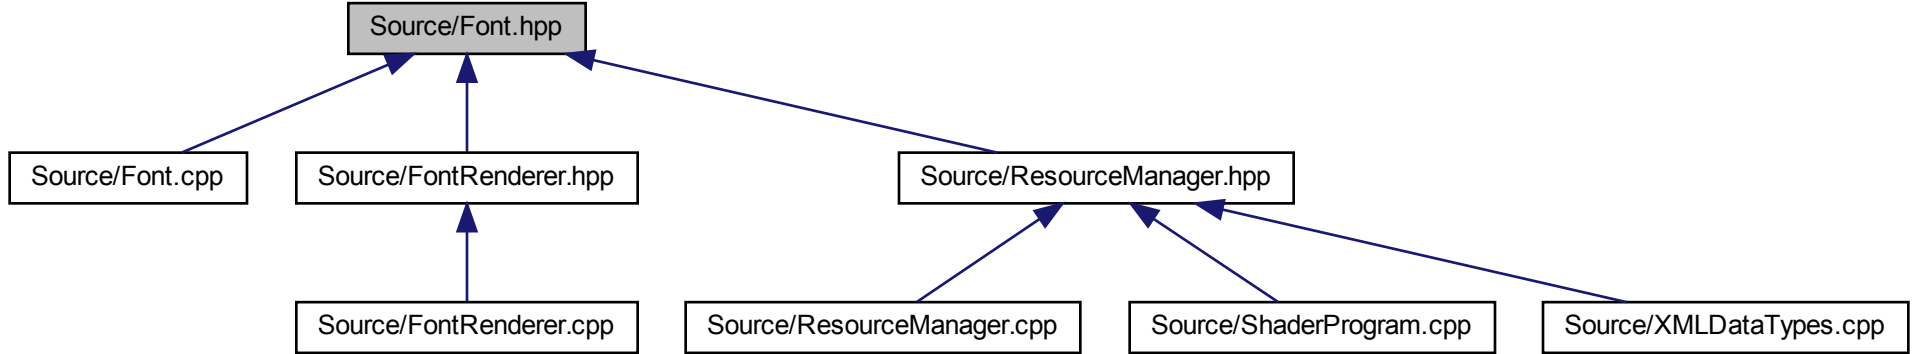 Source/Font.hpp
Source/Font.cpp
Source/FontRenderer.hpp
Source/ResourceManager.hpp
Source/FontRenderer.cpp
Source/ResourceManager.cpp
Source/ShaderProgram.cpp
Source/XMLDataTypes.cpp